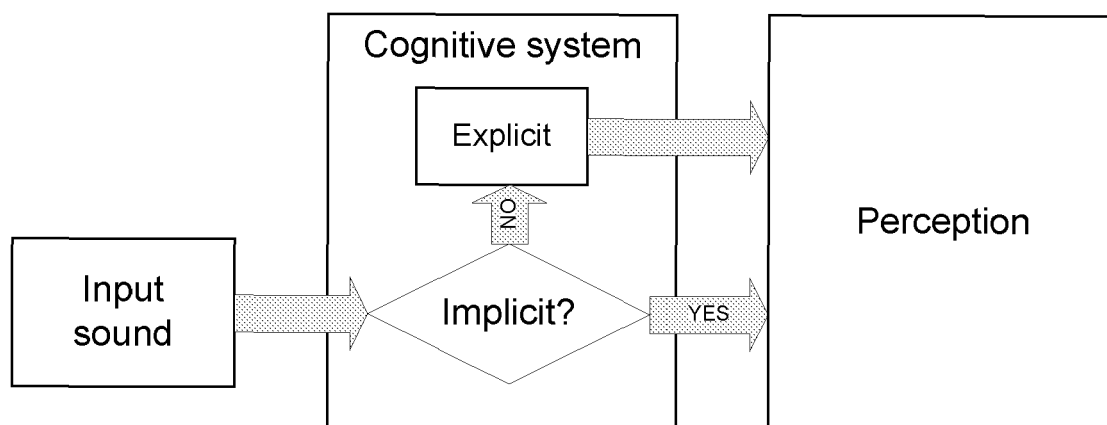 Cognitive system
Explicit
NO
Input
sound
Implicit?
YES
Perception